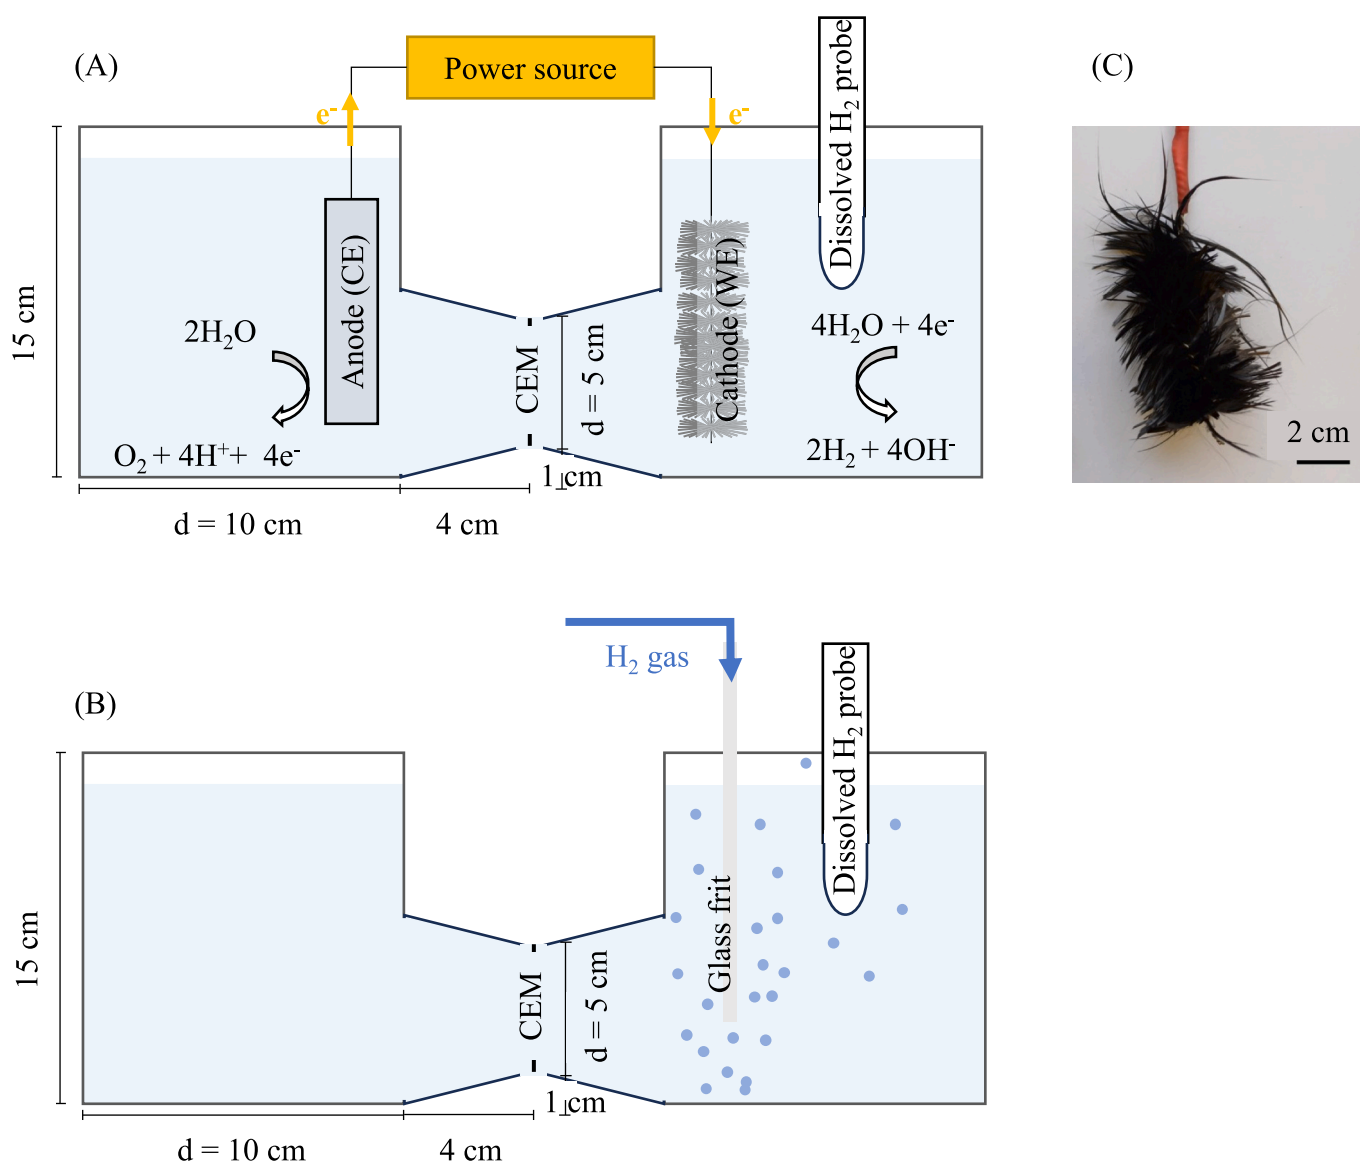 (A)
Power source
(C)
e⁻
e⁻
Dissolved H₂ probe
15 cm
Anode (CE)
Cathode (WE)
2H₂O
4H₂O + 4e⁻
CEM
d = 5 cm
O₂ + 4H⁺ + 4e⁻
2H₂ + 4OH⁻
1 cm
2 cm
d = 10 cm
4 cm
H₂ gas
(B)
Dissolved H₂ probe
15 cm
Glass frit
CEM
d = 5 cm
1 cm
d = 10 cm
4 cm